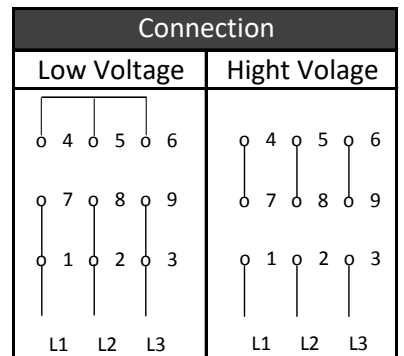 Connection
Low Voltage
Hight Volage
o 4 o 5 o 6
o 7 o 8 o 9
o 1 o 2 o 3
L1 L2 L3
o 4 o 5 o 6
o 7 o 8 o 9
o 1 o 2 o 3
L1 L2 L3